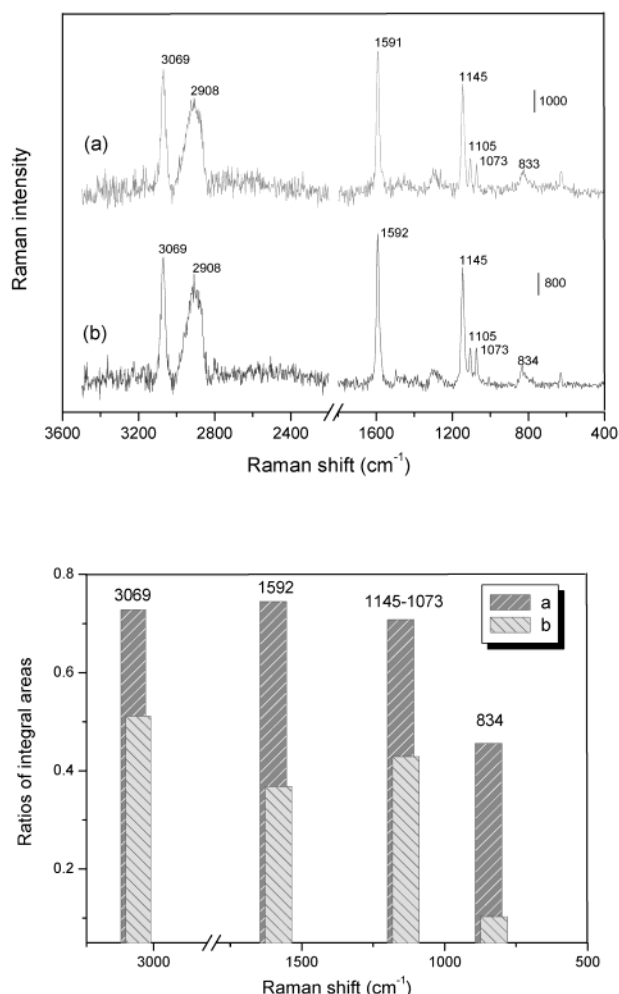 1591
3069
1145
2908
1000
(a)
1105
1073
833
Raman intensity
1592
3069
1145
2908
800
(b)
1105
1073
834
3600 3200 2800 2400 1600 1200 800 400
Raman shift (cm⁻¹)
0.8
3069
1592
1145-1073
a
b
0.6
834
0.4
0.2
Ratios of integral areas
3000 1500 1000 500
Raman shift (cm⁻¹)